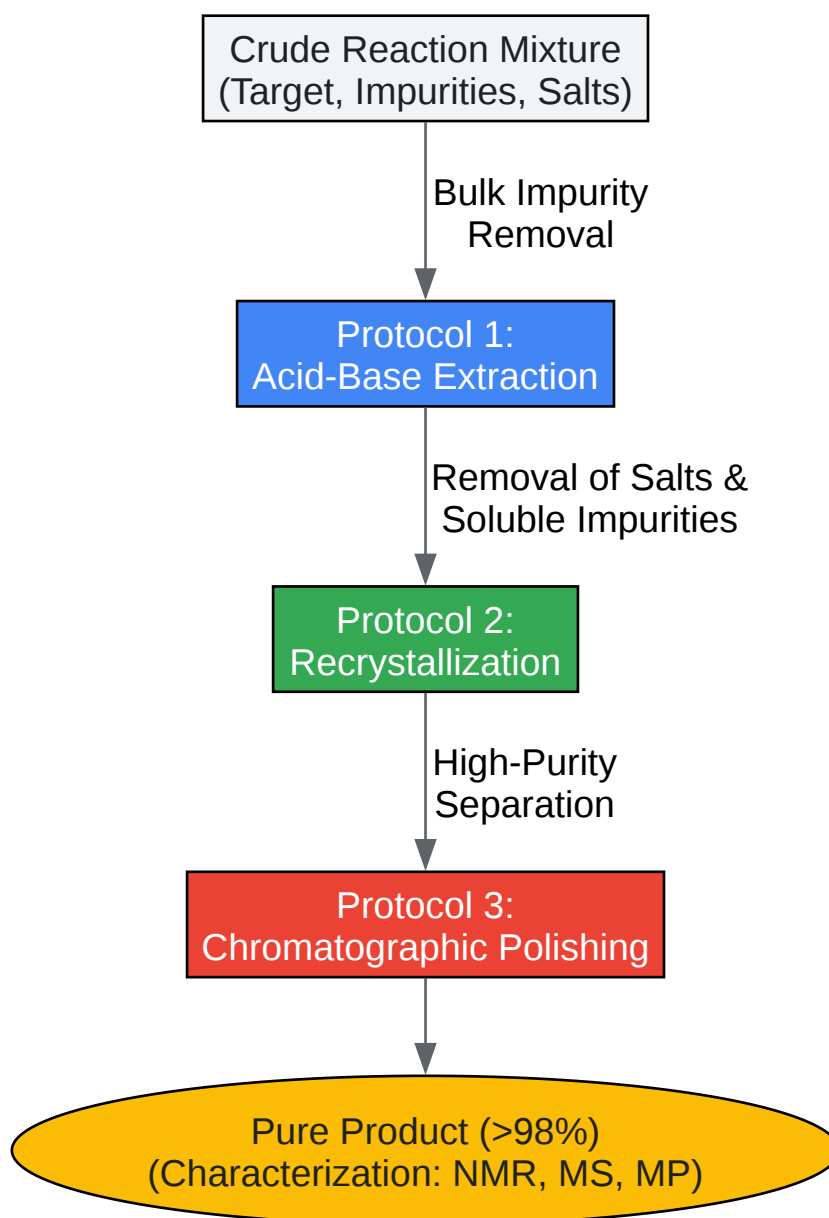 Crude Reaction Mixture
(Target, Impurities, Salts)
Bulk Impurity
Removal
Protocol 1:
Acid-Base Extraction
Removal of Salts &
Soluble Impurities
Protocol 2:
Recrystallization
High-Purity
Separation
Protocol 3:
Chromatographic Polishing
Pure Product (>98%)
(Characterization: NMR, MS, MP)